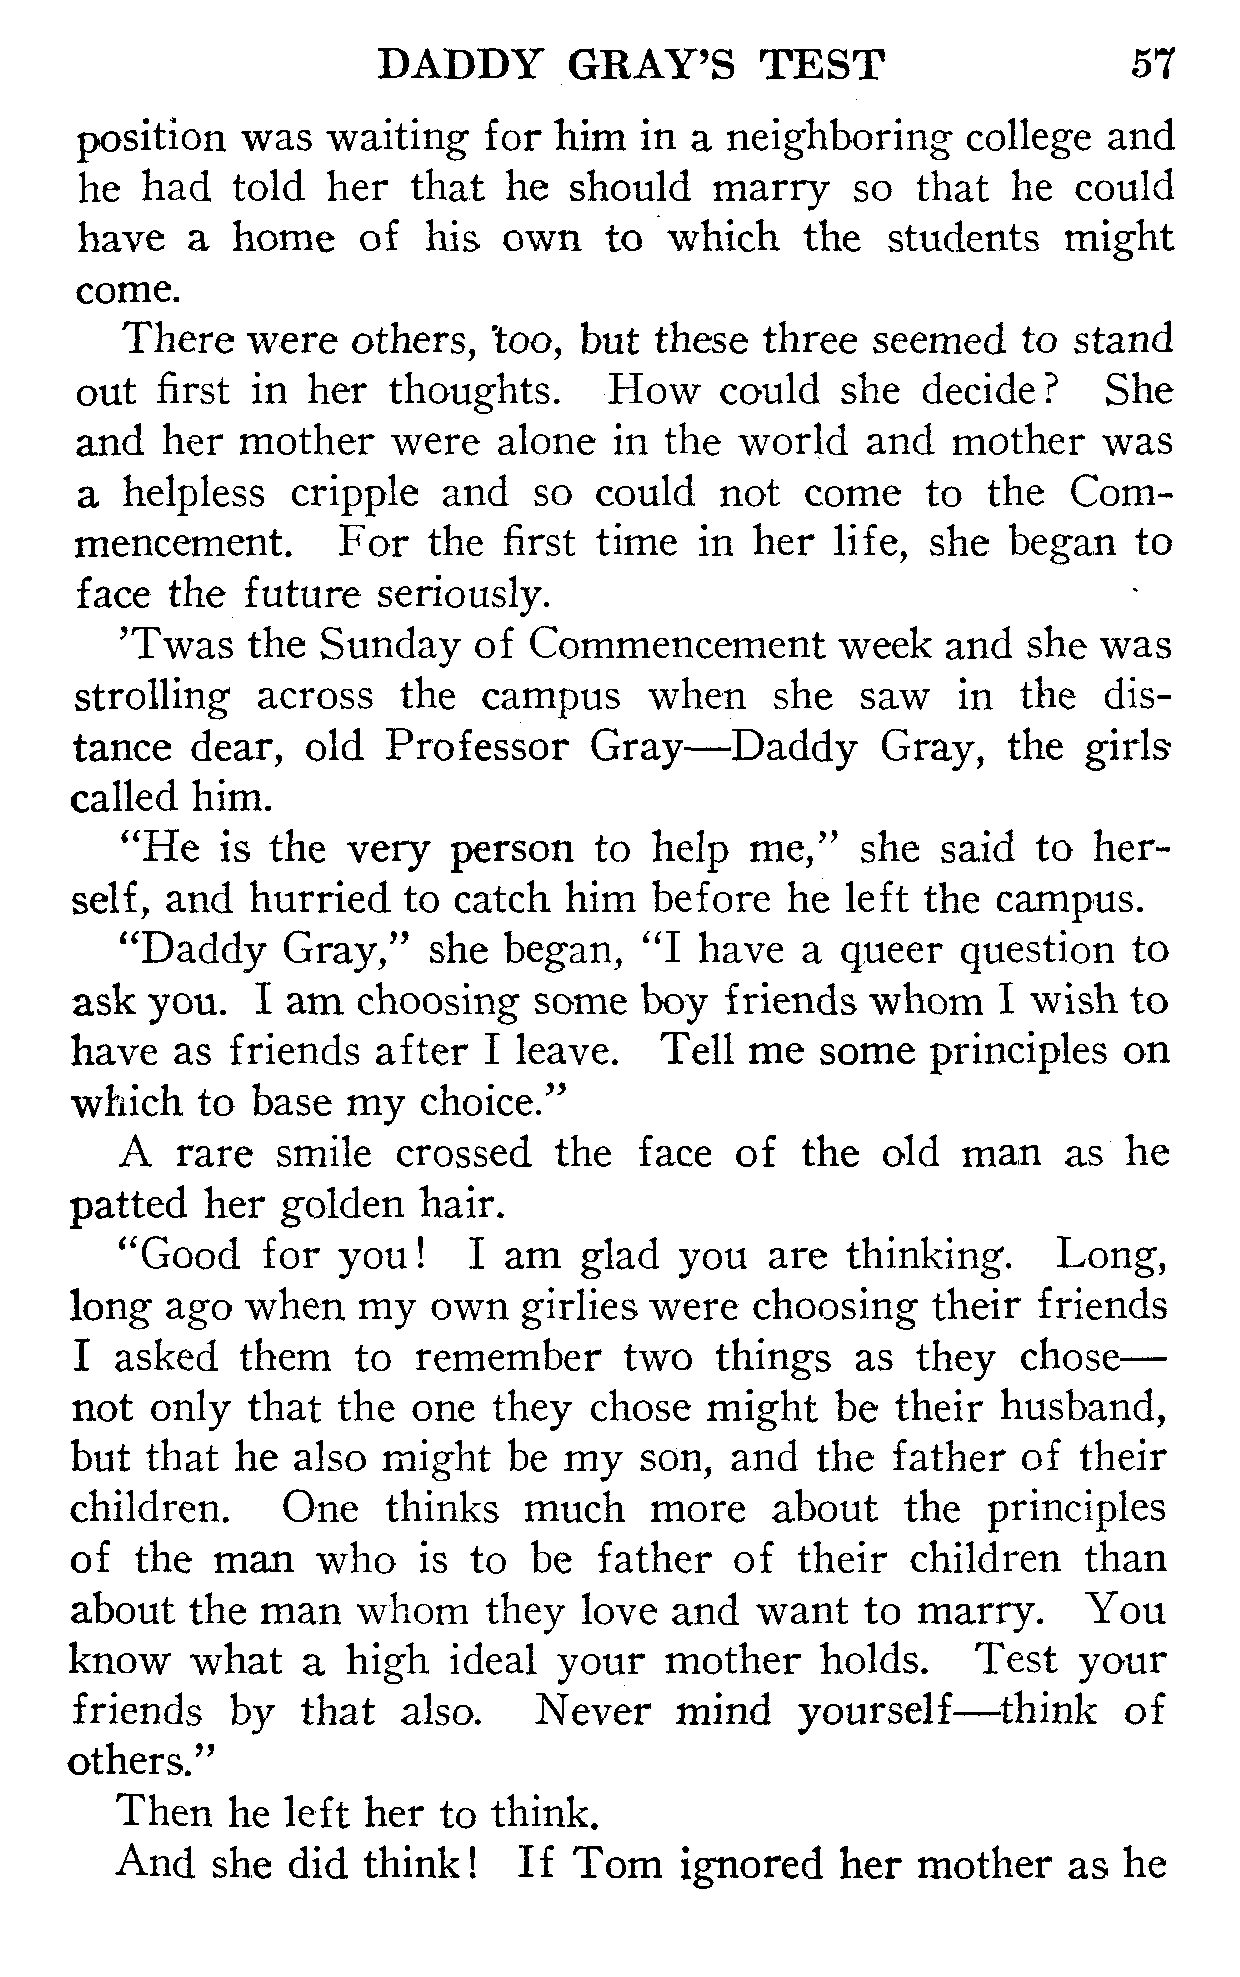 DADDY GRAY'S TEST 57
position was waiting for him in a neighboring college and
he had told her that he should marry so that he could
have a home of his own to which the students might
come.
There were others, too, but these three seemed to stand
out first in her thoughts. How could she decide? She
and her mother were alone in the world and mother was
a helpless cripple and so could not come to the Com-
mencement. For the first time in her life, she began to
face the future seriously.
'Twas the Sunday of Commencement week and she was
strolling across the campus when she saw in the dis-
tance dear, old Professor Gray—Daddy Gray, the girls
called him.
“He is the very person to help me,” she said to her-
self, and hurried to catch him before he left the campus.
“Daddy Gray,” she began, “I have a queer question to
ask you. I am choosing some boy friends whom I wish to
have as friends after I leave. Tell me some principles on
which to base my choice.”
A rare smile crossed the face of the old man as he
patted her golden hair.
“Good for you! I am glad you are thinking. Long,
long ago when my own girlies were choosing their friends
I asked them to remember two things as they chose—
not only that the one they chose might be their husband,
but that he also might be my son, and the father of their
children. One thinks much more about the principles
of the man who is to be father of their children than
about the man whom they love and want to marry. You
know what a high ideal your mother holds. Test your
friends by that also. Never mind yourself—think of
others.”
Then he left her to think.
And she did think! If Tom ignored her mother as he